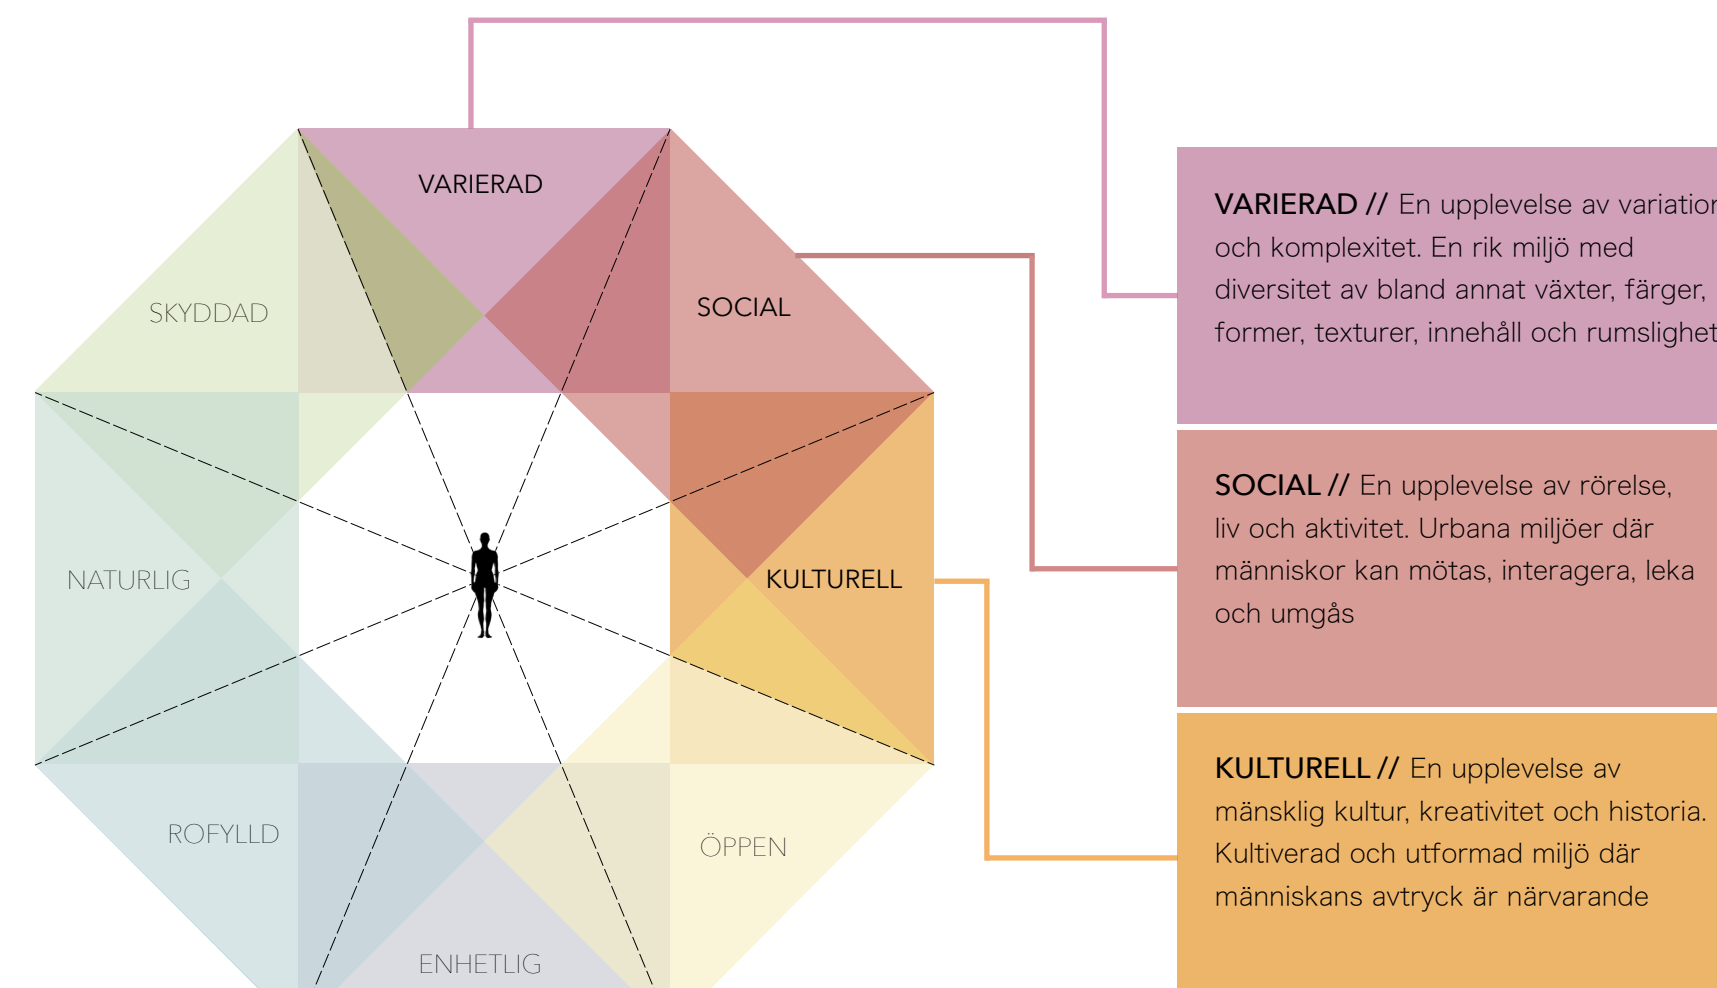 VARIERAD
SKYDDAD
SOCIAL
NATURLIG
KULTURELL
ROFYLLD
ÖPPEN
ENHETLIG
VARIERAD // En upplevelse av variation
och komplexitet. En rik miljö med
diversitet av bland annat växter, färger,
former, texturer, innehåll och rumslighet
SOCIAL // En upplevelse av rörelse,
liv och aktivitet. Urbana miljöer där
människor kan mötas, interagera, leka
och umgås
KULTURELL // En upplevelse av
mänsklig kultur, kreativitet och historia.
Kultiverad och utformad miljö där
människans avtryck är närvarande